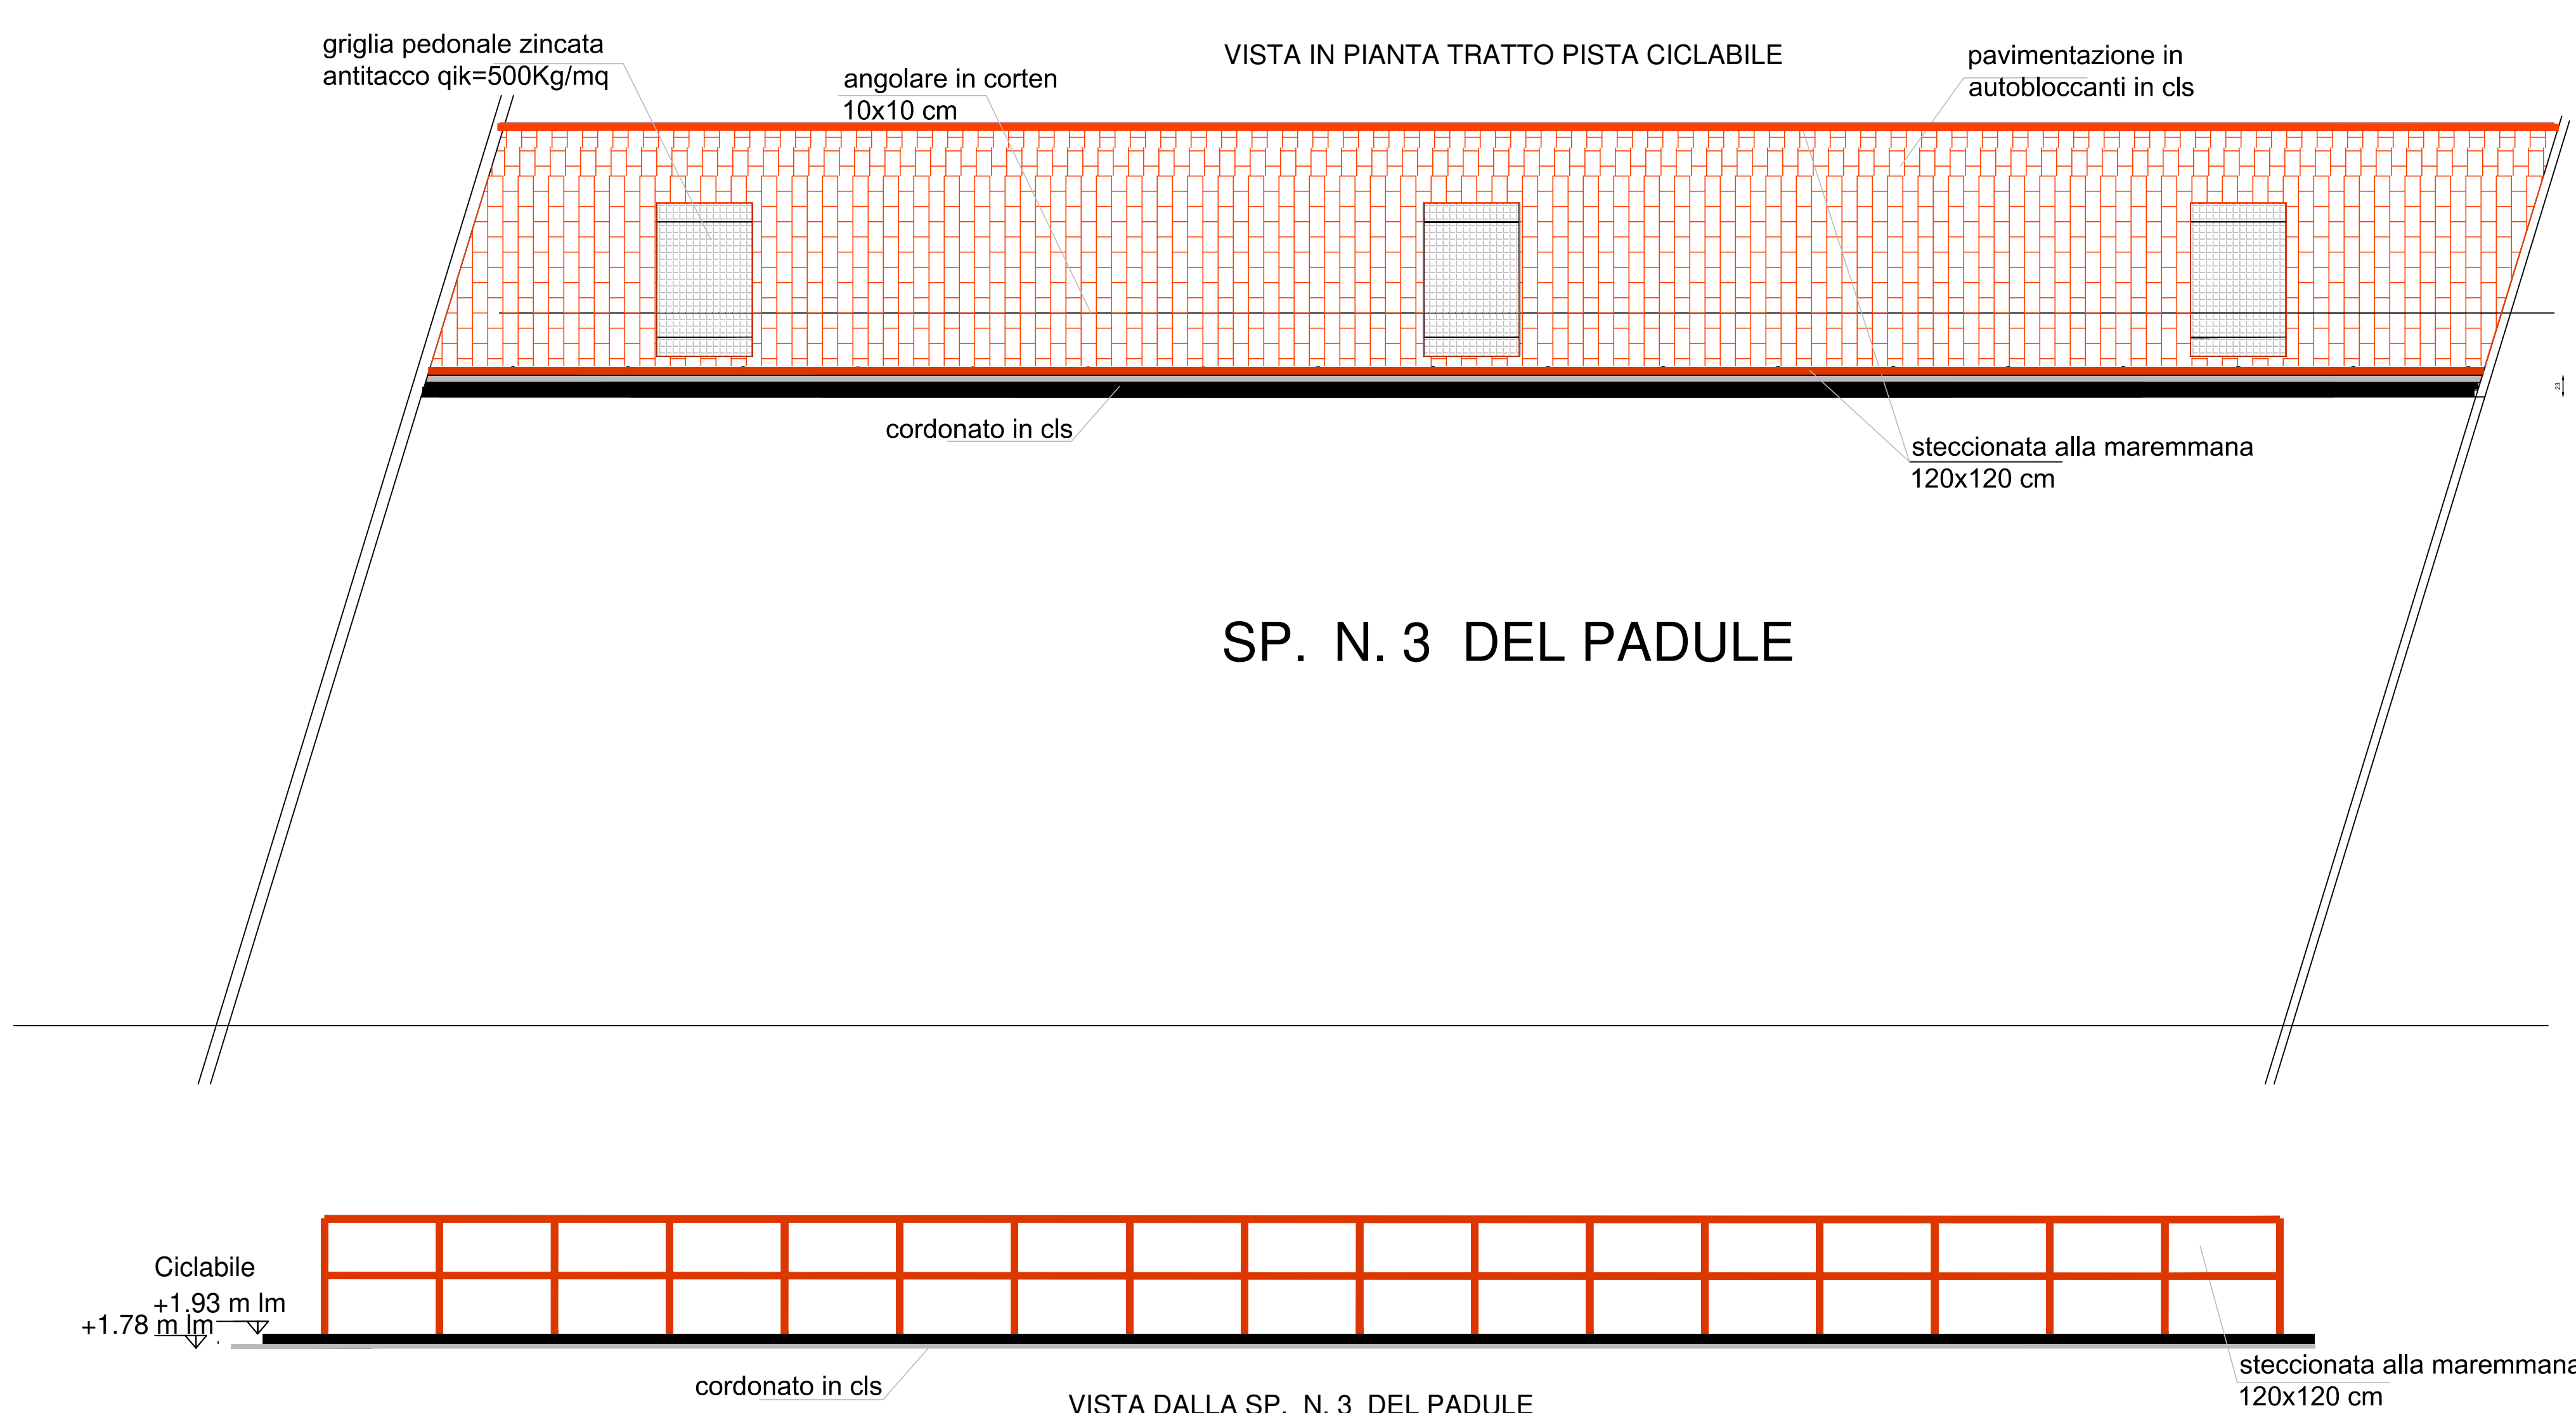 griglia pedonale zincata
antitacco qik=500Kg/mq
angolare in corten
10x10 cm
VISTA IN PIANTA TRATTO PISTA CICLABILE
pavimentazione in
autobloccanti in cls
23
cordonato in cls
steccionata alla maremmana
120x120 cm
SP. N. 3 DEL PADULE
Ciclabile
+1.93 m lm
+1.78 m lm
cordonato in cls
steccionata alla maremmana
120x120 cm
VISTA DALLA SP. N. 3 DEL PADULE